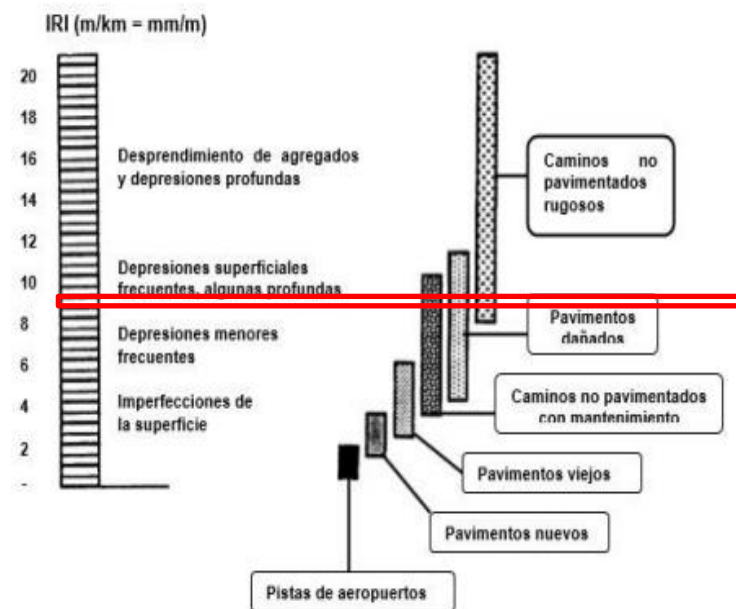 IRI (m/km = mm/m)
20
18
16
14
12
10
8
6
4
2
-
Desprendimiento de agregados
y depresiones profundas
Depresiones superficiales
frecuentes, algunas profundas
Depresiones menores
frecuentes
Imperfecciones de
la superficie
Caminos no
pavimentados
rugosos
Pavimentos
dañados
Caminos no pavimentados
con mantenimiento
Pavimentos viejos
Pavimentos nuevos
Pistas de aeropuertos